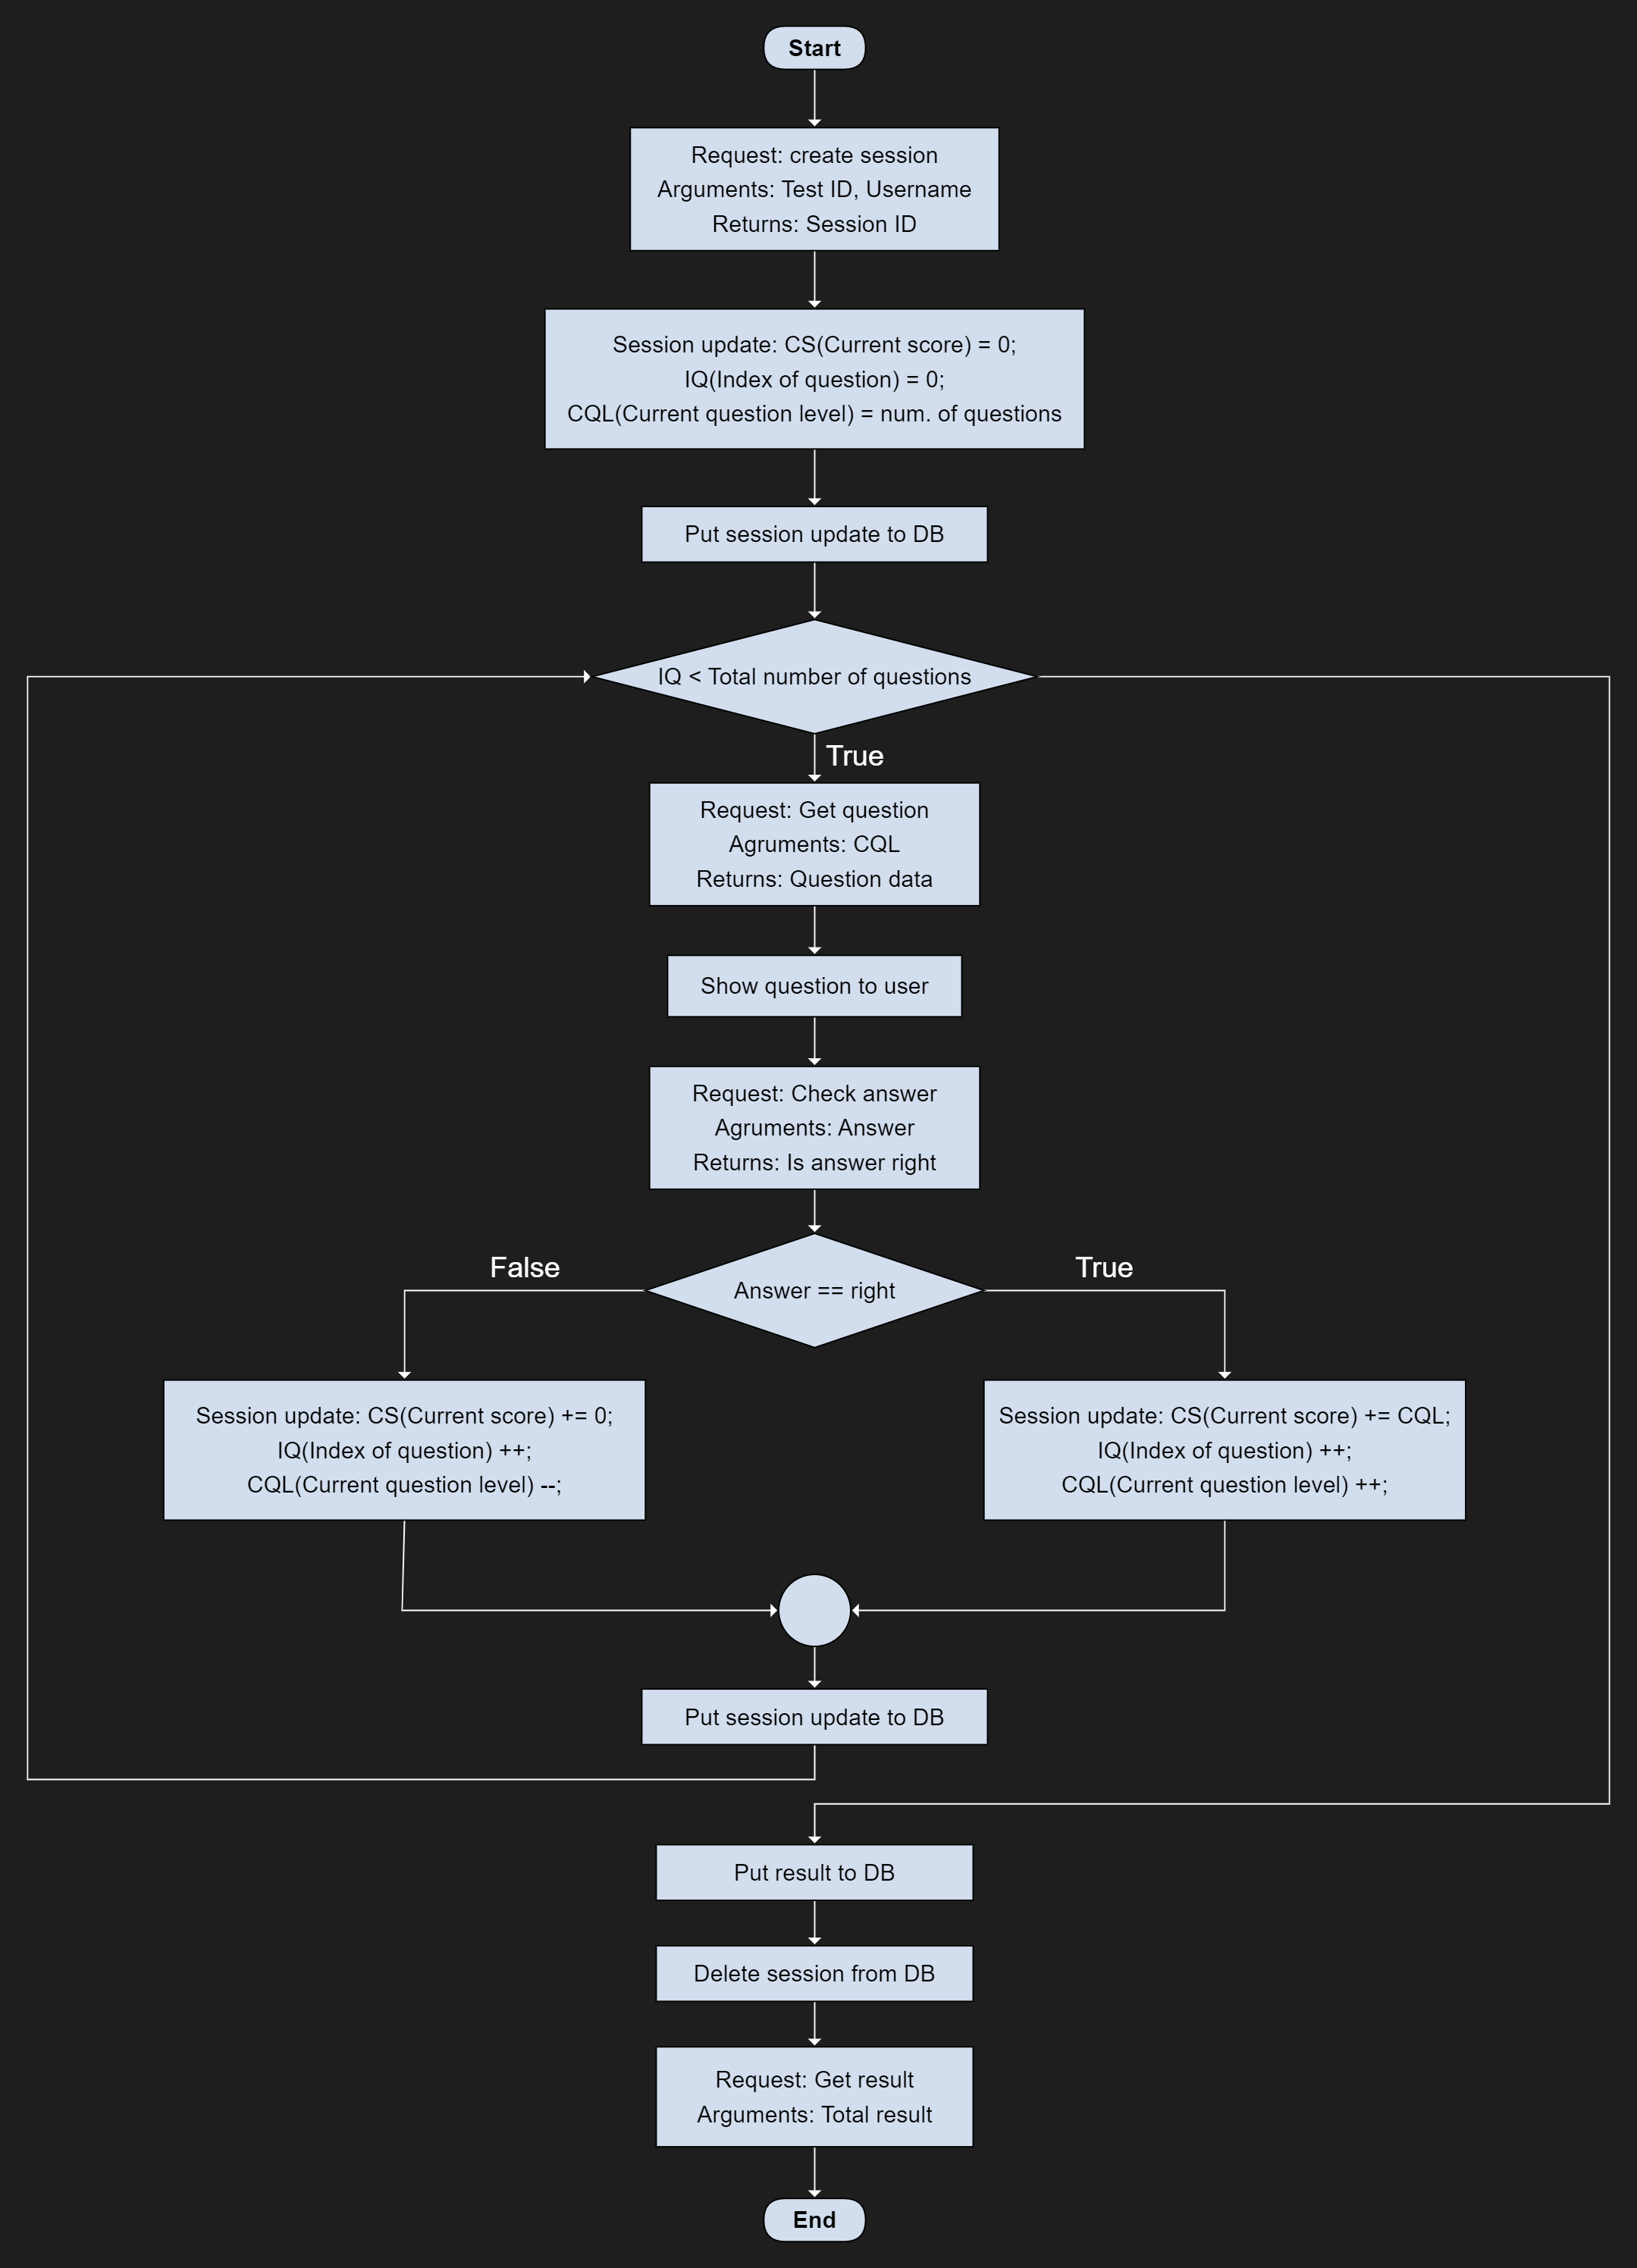 Start
Request: create session
Arguments: Test ID, Username
Returns: Session ID
Session update: CS(Current score) = 0;
IQ(Index of question) = 0;
CQL(Current question level) = num. of questions
Put session update to DB
IQ < Total number of questions
True
Request: Get question
Agruments: CQL
Returns: Question data
Show question to user
Request: Check answer
Agruments: Answer
Returns: Is answer right
False
True
Answer == right
Session update: CS(Current score) += 0;
IQ(Index of question) ++;
CQL(Current question level) --;
Session update: CS(Current score) += CQL;
IQ(Index of question) ++;
CQL(Current question level) ++;
Put session update to DB
Put result to DB
Delete session from DB
Request: Get result
Arguments: Total result
End